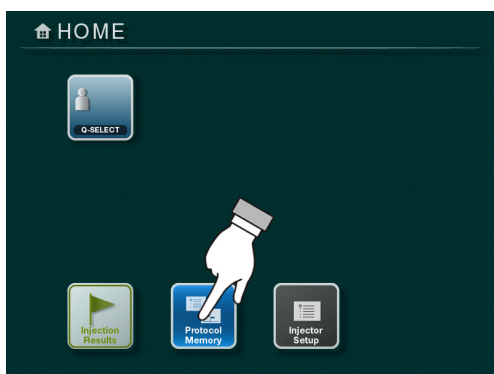 HOME
Q-SELECT
Injection
Results
Protocol
Memory
Injector
Setup